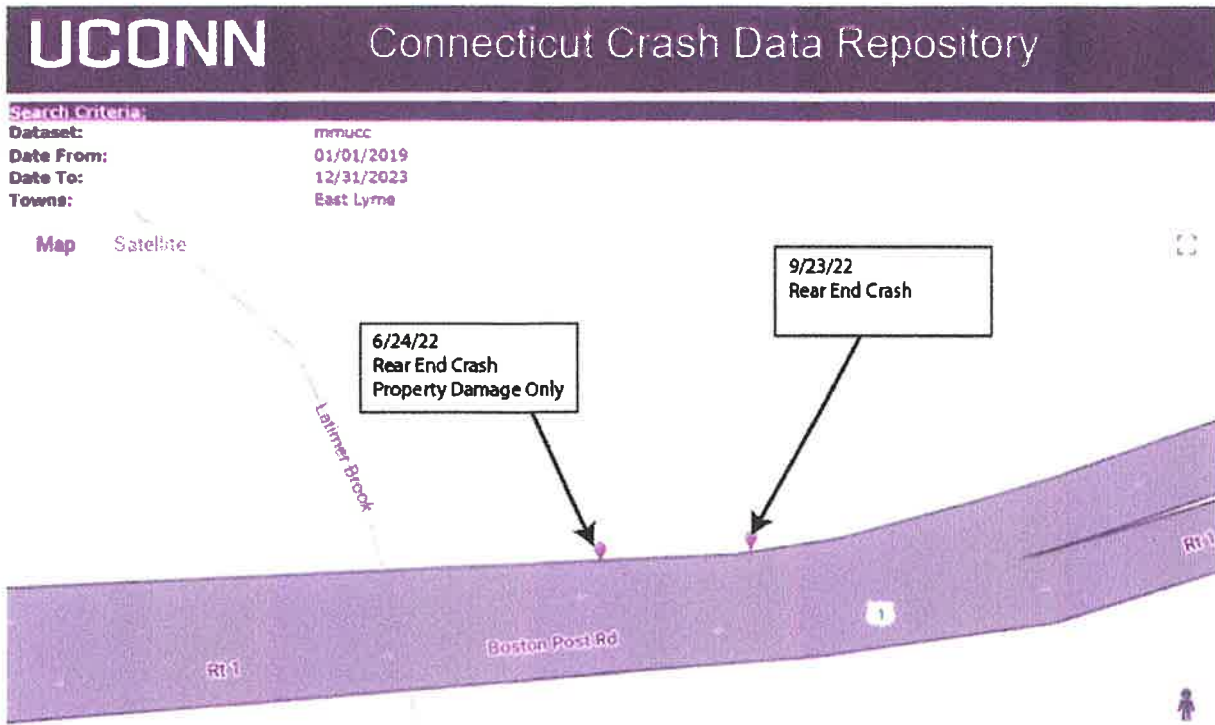 UCONN Connecticut Crash Data Repository
Search Criteria:
Dataset: mmucc
Date From: 01/01/2019
Date To: 12/31/2023
Towns: East Lyme
Map Satellite
9/23/22
Rear End Crash
6/24/22
Rear End Crash
Property Damage Only
Latimer Brook
Rt 1
1
Boston Post Rd
Rt 1